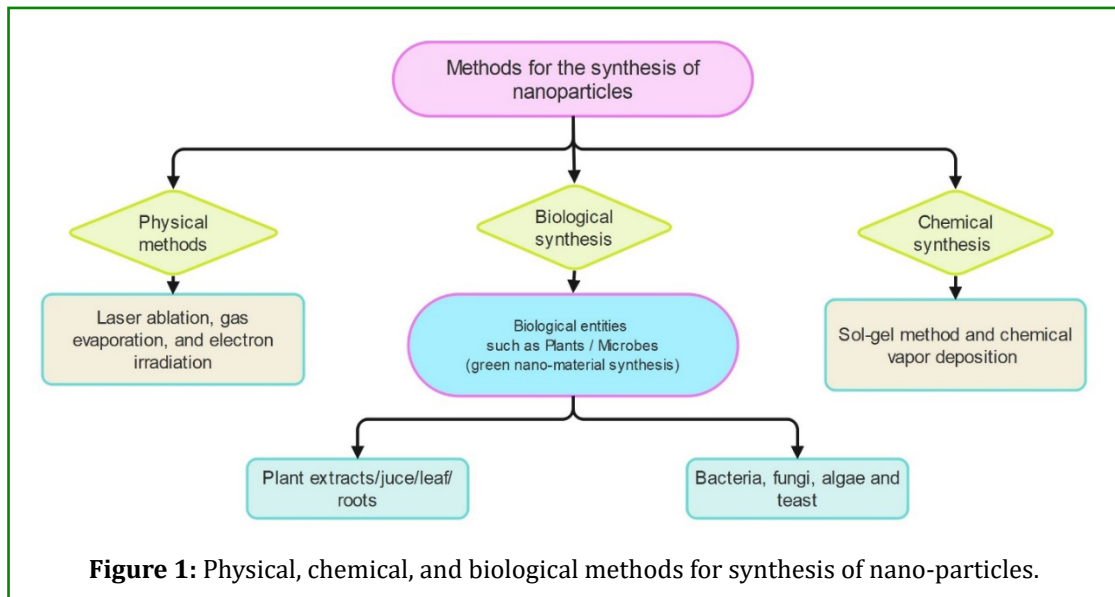 Methods for the synthesis of
nanoparticles
Physical
methods
Biological
synthesis
Chemical
synthesis
Laser ablation, gas
evaporation, and electron
irradiation
Biological entities
such as Plants / Microbes
(green nano-material synthesis)
Sol-gel method and chemical
vapor deposition
Plant extracts/juce/leaf/
roots
Bacteria, fungi, algae and
teast
Figure 1: Physical, chemical, and biological methods for synthesis of nano-particles.